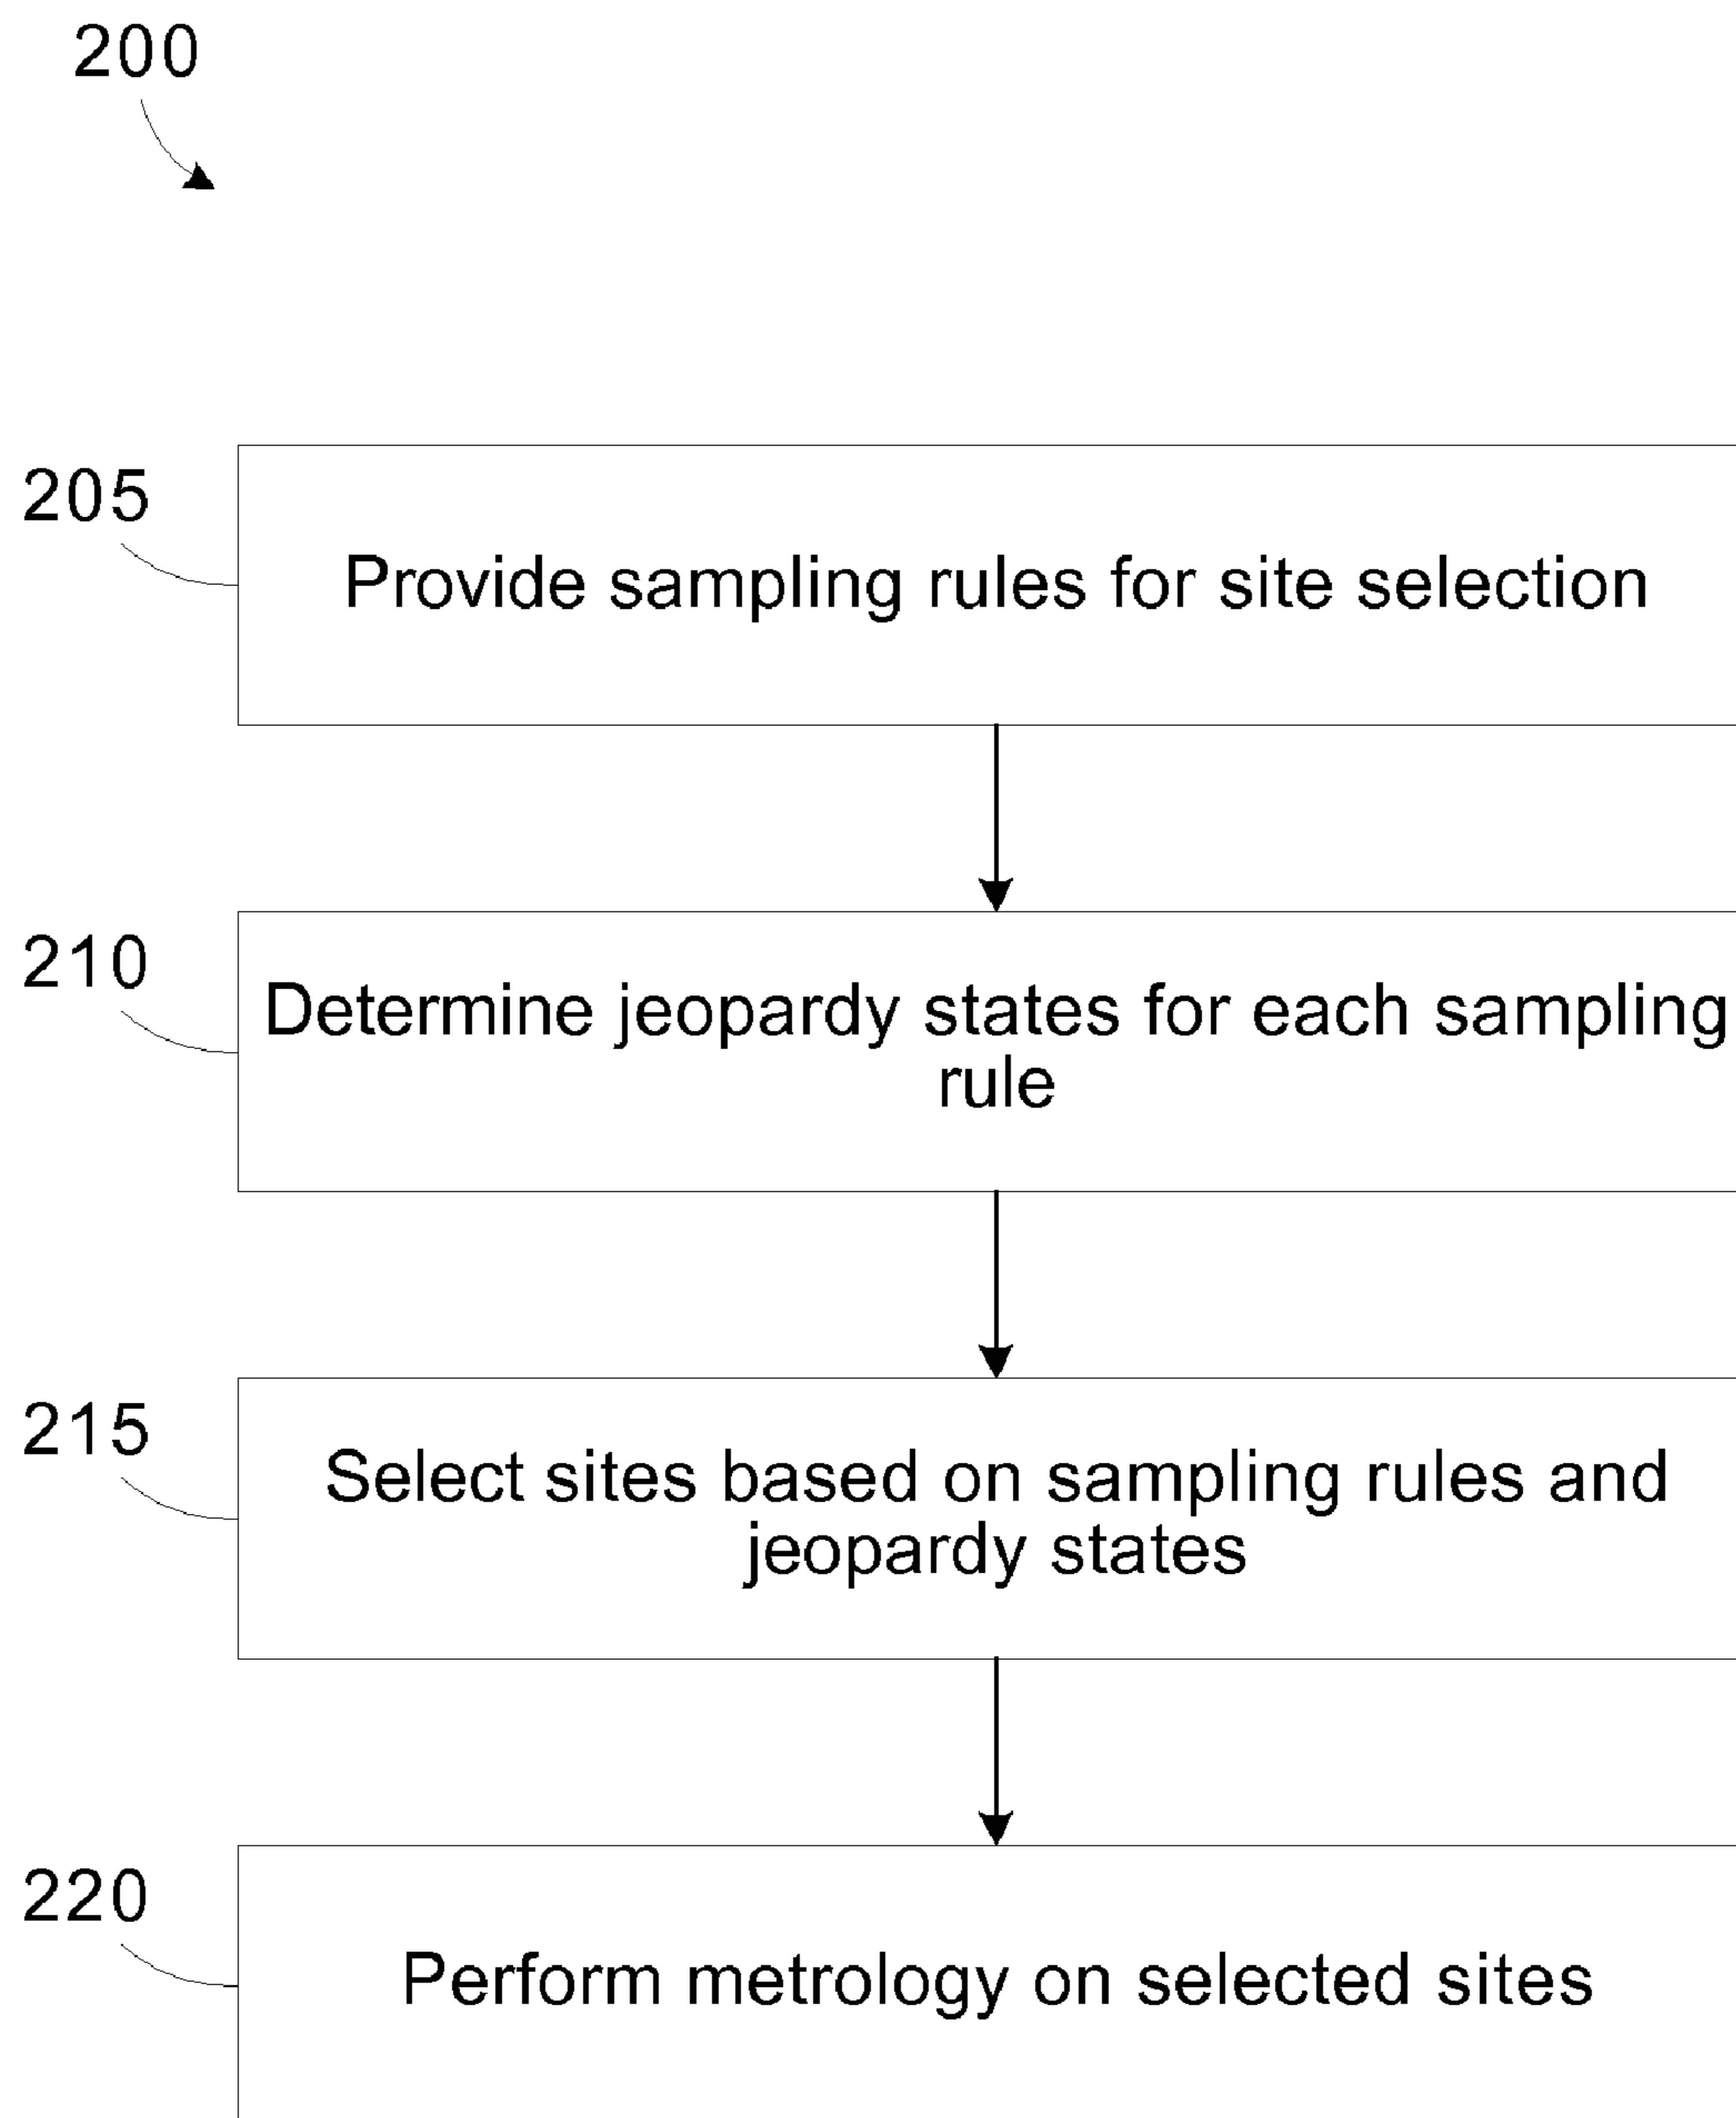 200
205
Provide sampling rules for site selection
210
Determine jeopardy states for each sampling
rule
215
Select sites based on sampling rules and
jeopardy states
220
Perform metrology on selected sites